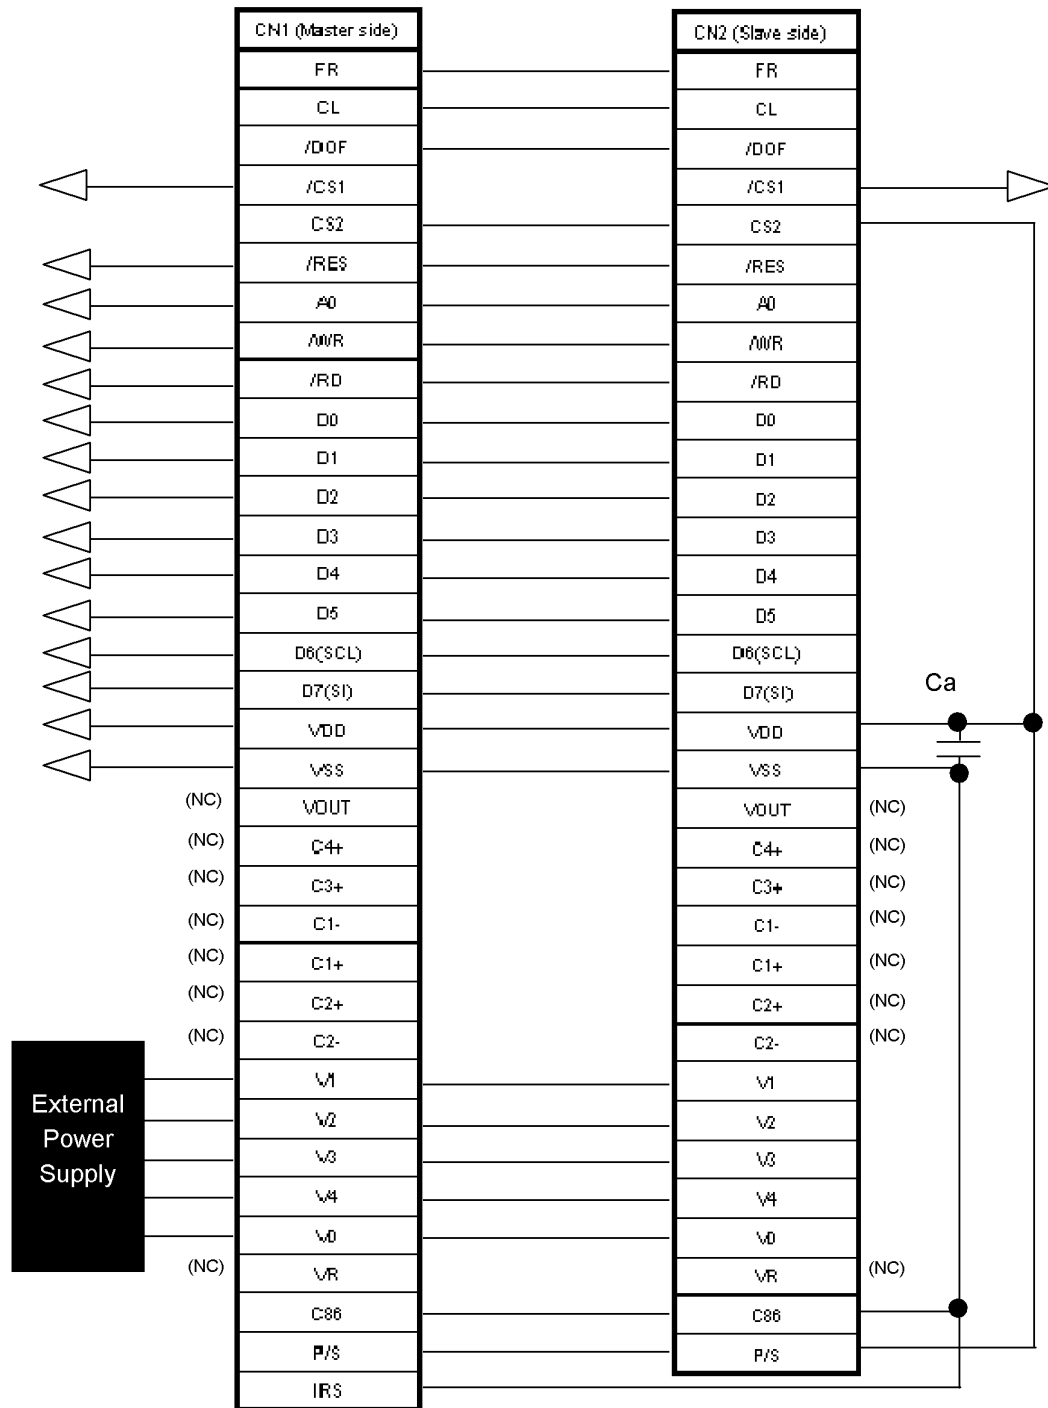 CN1 (Master side)
FR
CL
/DOF
/CS1
CS2
/RES
A0
/WR
/RD
D0
D1
D2
D3
D4
D5
D6(SCL)
D7(SI)
VDD
VSS
(NC) VOUT
(NC) C4+
(NC) C3+
(NC) C1-
(NC) C1+
(NC) C2+
(NC) C2-
V1
V2
V3
V4
V0
(NC) VR
C86
P/S
IRS
External
Power
Supply
CN2 (Slave side)
FR
CL
/DOF
/CS1
CS2
/RES
A0
/WR
/RD
D0
D1
D2
D3
D4
D5
D6(SCL)
D7(SI)
VDD
VSS
VOUT (NC)
C4+ (NC)
C3+ (NC)
C1- (NC)
C1+ (NC)
C2+ (NC)
C2- (NC)
V1
V2
V3
V4
V0
VR (NC)
C86
P/S
Ca